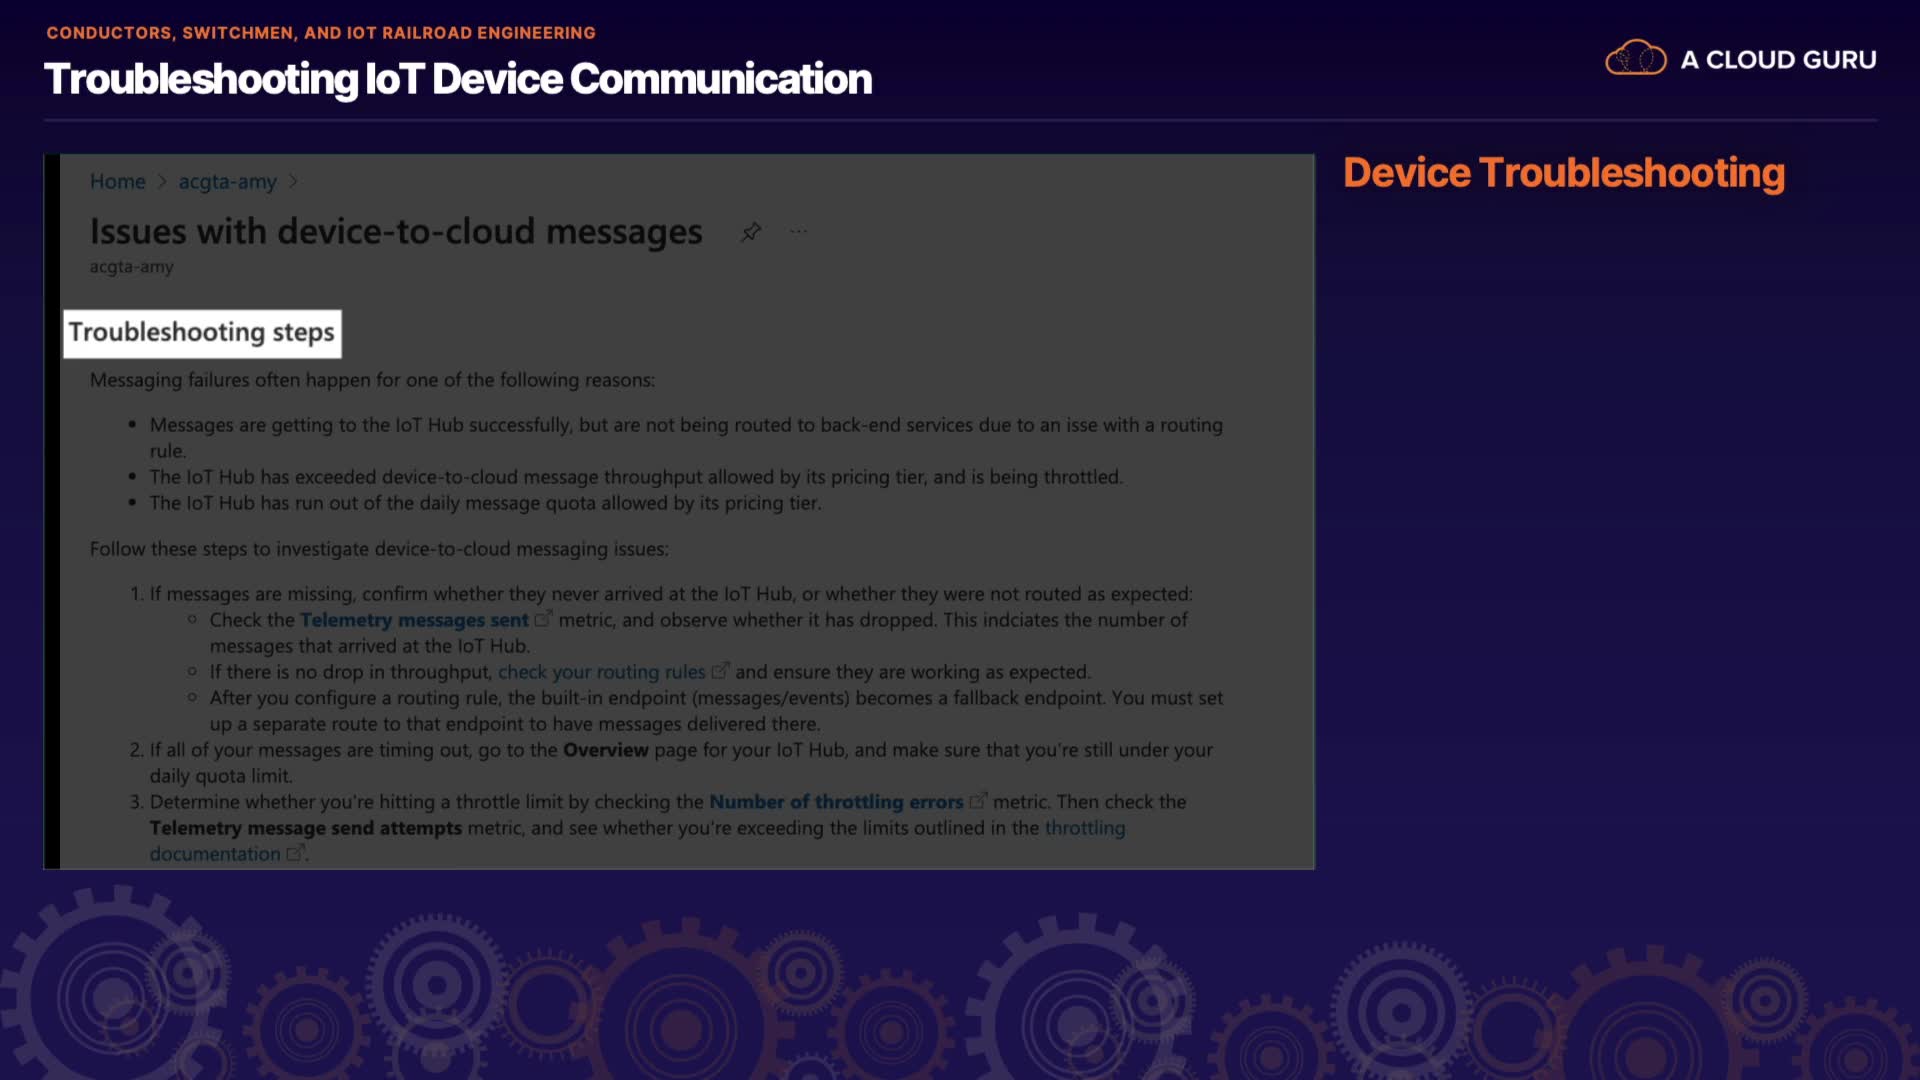 CONDUCTORS, SWITCHMEN, AND IOT RAILROAD ENGINEERING
Troubleshooting IoT Device Communication
A CLOUD GURU
Home > acgta-amy >
Issues with device-to-cloud messages ...
acgta-amy
Troubleshooting steps
Messaging failures often happen for one of the following reasons:
• Messages are getting to the IoT Hub successfully, but are not being routed to back-end services due to an isse with a routing
rule.
• The IoT Hub has exceeded device-to-cloud message throughput allowed by its pricing tier, and is being throttled.
• The IoT Hub has run out of the daily message quota allowed by its pricing tier.
Follow these steps to investigate device-to-cloud messaging issues:
1. If messages are missing, confirm whether they never arrived at the IoT Hub, or whether they were not routed as expected:
○ Check the Telemetry messages sent metric, and observe whether it has dropped. This indciates the number of
messages that arrived at the IoT Hub.
○ If there is no drop in throughput, check your routing rules and ensure they are working as expected.
○ After you configure a routing rule, the built-in endpoint (messages/events) becomes a fallback endpoint. You must set
up a separate route to that endpoint to have messages delivered there.
2. If all of your messages are timing out, go to the Overview page for your IoT Hub, and make sure that you're still under your
daily quota limit.
3. Determine whether you're hitting a throttle limit by checking the Number of throttling errors metric. Then check the
Telemetry message send attempts metric, and see whether you're exceeding the limits outlined in the throttling
documentation.
Device Troubleshooting